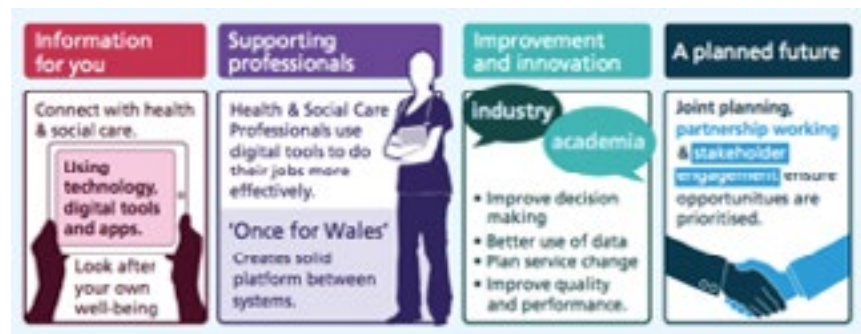 Information
for you
Connect with health
& social care.
Using
technology,
digital tools
and apps.
Look after
your own
well-being
Supporting
professionals
Health & Social Care
Professionals use
digital tools to do
their jobs more
effectively.
'Once for Wales'
Creates solid
platform between
systems.
Improvement
and innovation
industry
academia
• Improve decision
making
• Better use of data
• Plan service change
• Improve quality
and performance.
A planned future
Joint planning,
partnership working
& stakeholder
engagement ensure
opportunitues are
prioritised.